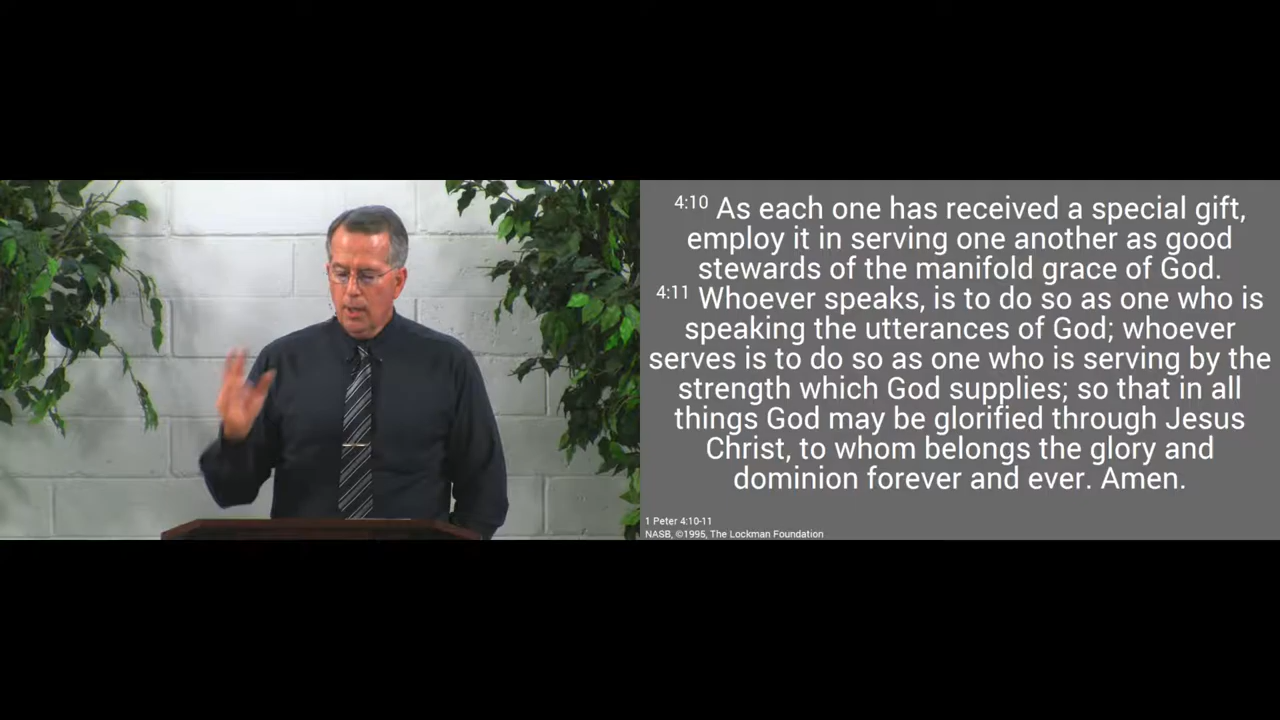 4:10 As each one has received a special gift,
employ it in serving one another as good
stewards of the manifold grace of God.
4:11 Whoever speaks, is to do so as one who is
speaking the utterances of God; whoever
serves is to do so as one who is serving by the
strength which God supplies; so that in all
things God may be glorified through Jesus
Christ, to whom belongs the glory and
dominion forever and ever. Amen.
1 Peter 4:10-11
NASB, ©1995, The Lockman Foundation